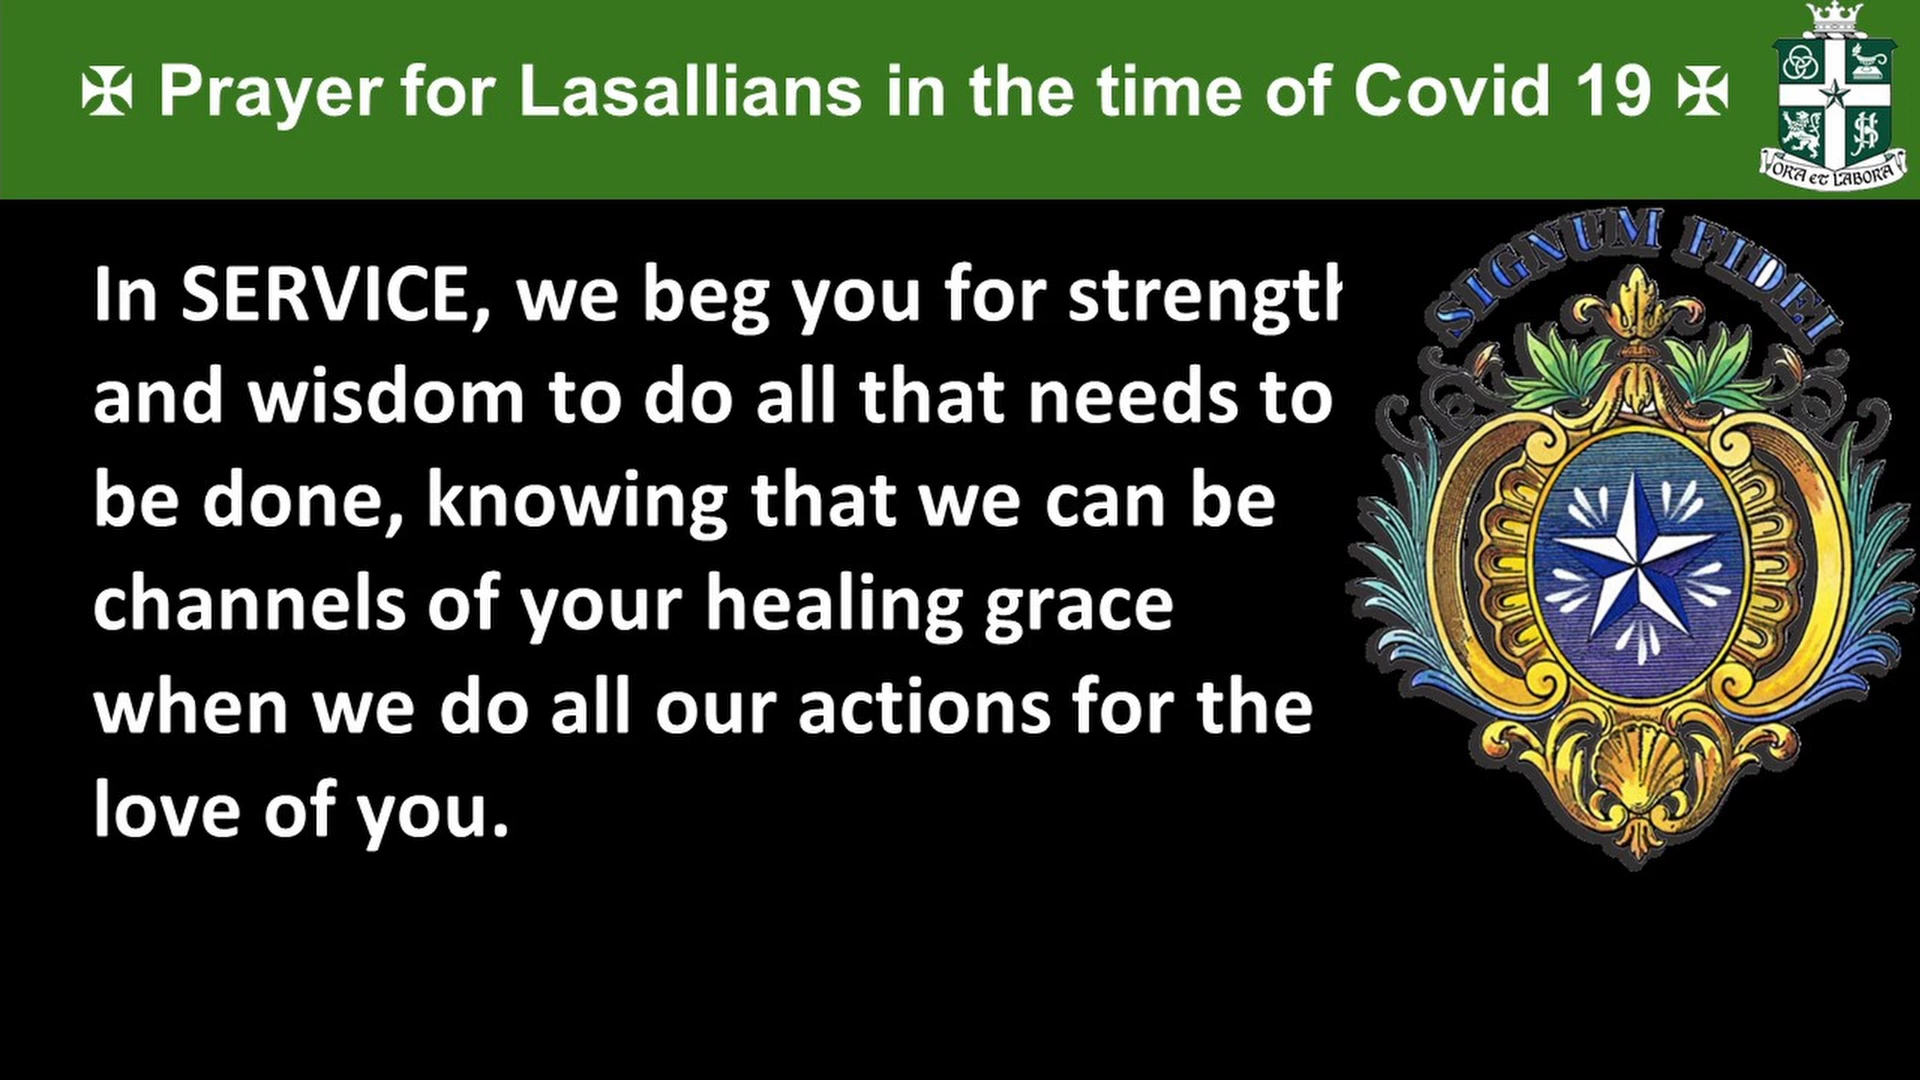 ✠ Prayer for Lasallians in the time of Covid 19 ✠
ORA ET LABORA
SIGNUM FIDEI
In SERVICE, we beg you for strength
and wisdom to do all that needs to
be done, knowing that we can be
channels of your healing grace
when we do all our actions for the
love of you.